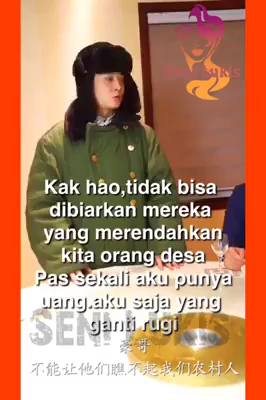 Kak hao,tidak bisa
dibiarkan mereka
yang merendahkan
kita orang desa
Pas sekali aku punya
uang.aku saja yang
ganti rugi
豪哥
不能让他们瞧不起我们农村人